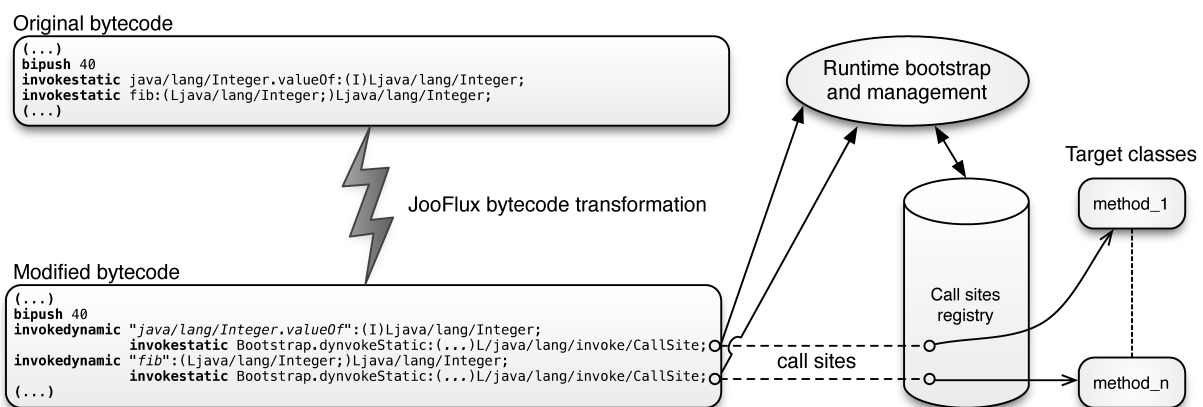 Original bytecode
(...)
bipush 40
invokestatic java/lang/Integer.valueOf:(I)Ljava/lang/Integer;
invokestatic fib:(Ljava/lang/Integer;)Ljava/lang/Integer;
(...)
Runtime bootstrap
and management
Target classes
method_1
JooFlux bytecode transformation
Modified bytecode
(...)
bipush 40
invokedynamic "java/lang/Integer.valueOf":(I)Ljava/lang/Integer;
invokestatic Bootstrap.dynvokeStatic:(...)L/java/lang/invoke/CallSite;
invokedynamic "fib":(Ljava/lang/Integer;)Ljava/lang/Integer;
invokestatic Bootstrap.dynvokeStatic:(...)L/java/lang/invoke/CallSite;
(...)
call sites
Call sites
registry
method_n